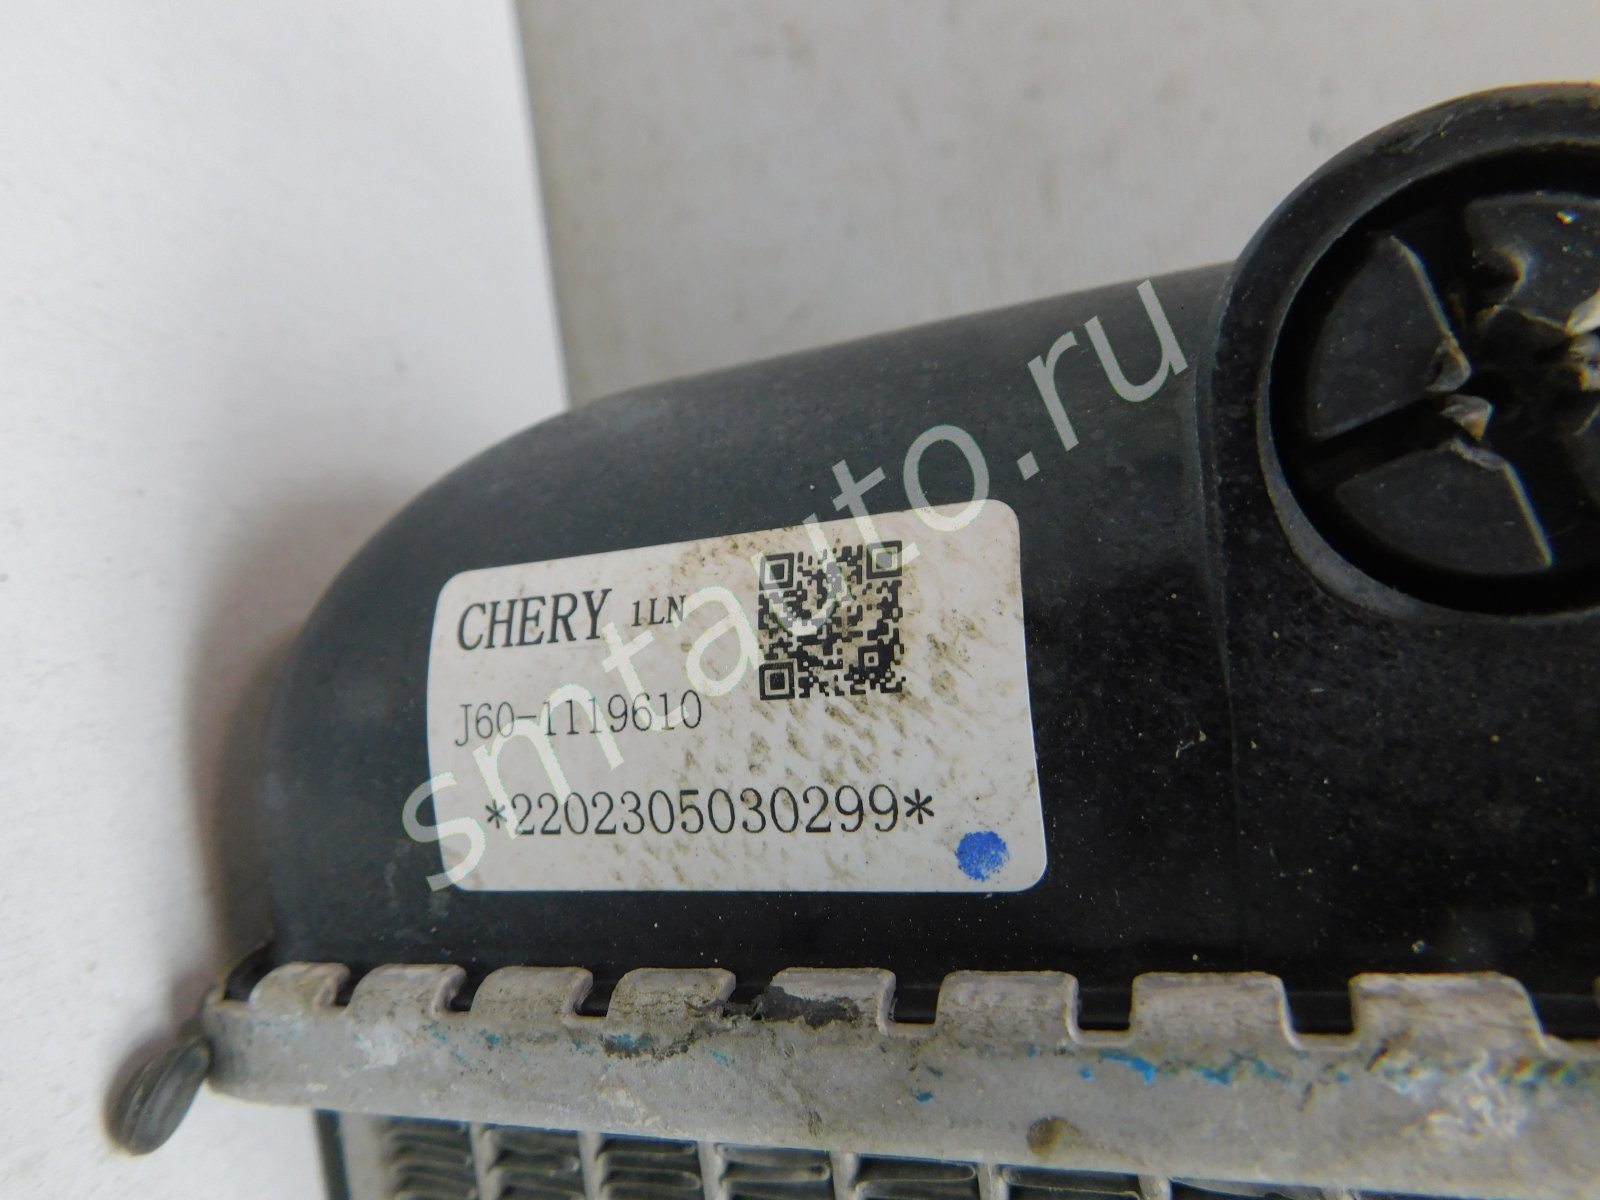 CHERY 1LN
J60-1119610
*2202305030299*
smtauto.ru